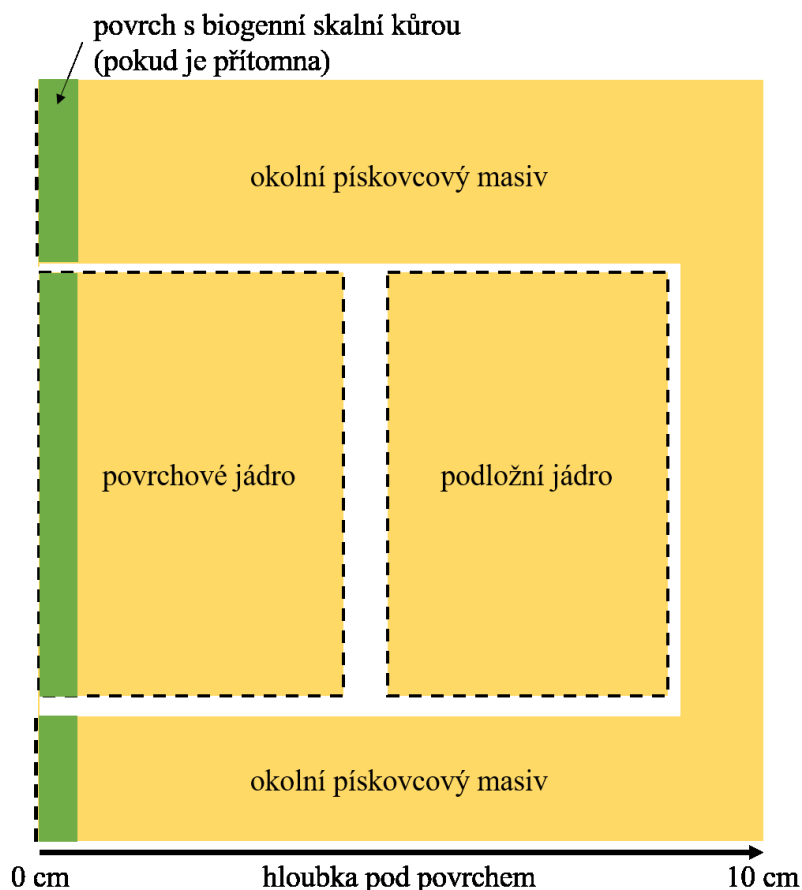 povrch s biogenní skalní kůrou
(pokud je přítomna)
okolní pískovcový masiv
povrchové jádro
podložní jádro
okolní pískovcový masiv
0 cm
hloubka pod povrchem
10 cm